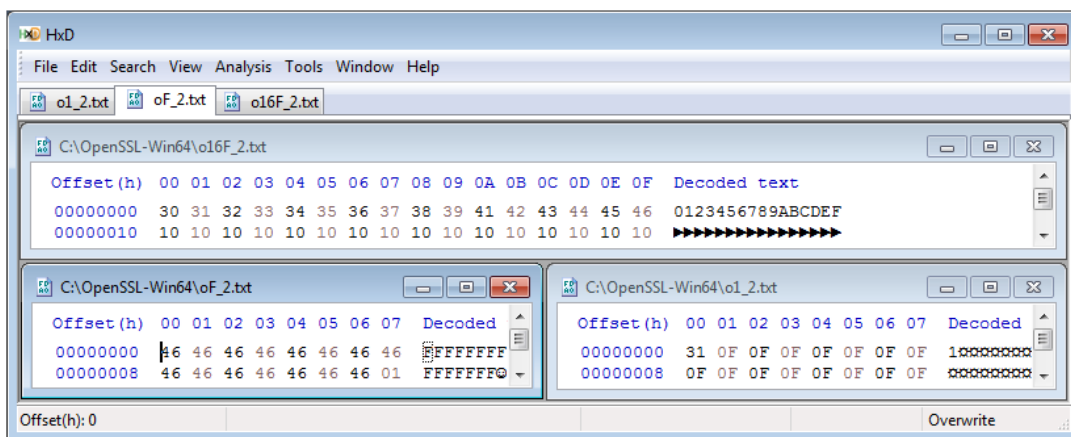 HxD
File Edit Search View Analysis Tools Window Help
o1_2.txt oF_2.txt o16F_2.txt
C:\OpenSSL-Win64\o16F_2.txt
Offset(h) 00 01 02 03 04 05 06 07 08 09 0A 0B 0C 0D 0E 0F Decoded text
00000000 30 31 32 33 34 35 36 37 38 39 41 42 43 44 45 46 0123456789ABCDEF
00000010 10 10 10 10 10 10 10 10 10 10 10 10 10 10 10 10 ►►►►►►►►►►►►►►►►
C:\OpenSSL-Win64\oF_2.txt
Offset(h) 00 01 02 03 04 05 06 07 Decoded
00000000 46 46 46 46 46 46 46 46 FFFFFFFF
00000008 46 46 46 46 46 46 46 01 FFFFFFF☺
C:\OpenSSL-Win64\o1_2.txt
Offset(h) 00 01 02 03 04 05 06 07 Decoded
00000000 31 0F 0F 0F 0F 0F 0F 0F 1¤¤¤¤¤¤¤
00000008 0F 0F 0F 0F 0F 0F 0F 0F ¤¤¤¤¤¤¤¤
Offset(h): 0 Overwrite